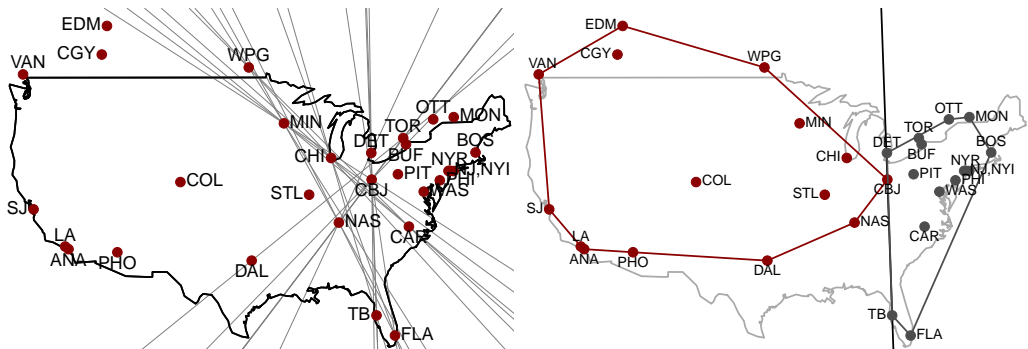 EDM
CGY
VAN
WPG
MIN
OTT
MON
TOR
DET
BUF
BOS
CHI
NYR
NJ,NYI
PIT
PHI
COL
STL
CBJ
WAS
SJ
NAS
CAR
LA
ANA
PHO
DAL
TB
FLA
EDM
CGY
VAN
WPG
MIN
OTT
MON
TOR
DET
BUF
BOS
CHI
NYR
NJ,NYI
PIT
PHI
COL
STL
CBJ
WAS
SJ
NAS
CAR
LA
ANA
PHO
DAL
TB
FLA